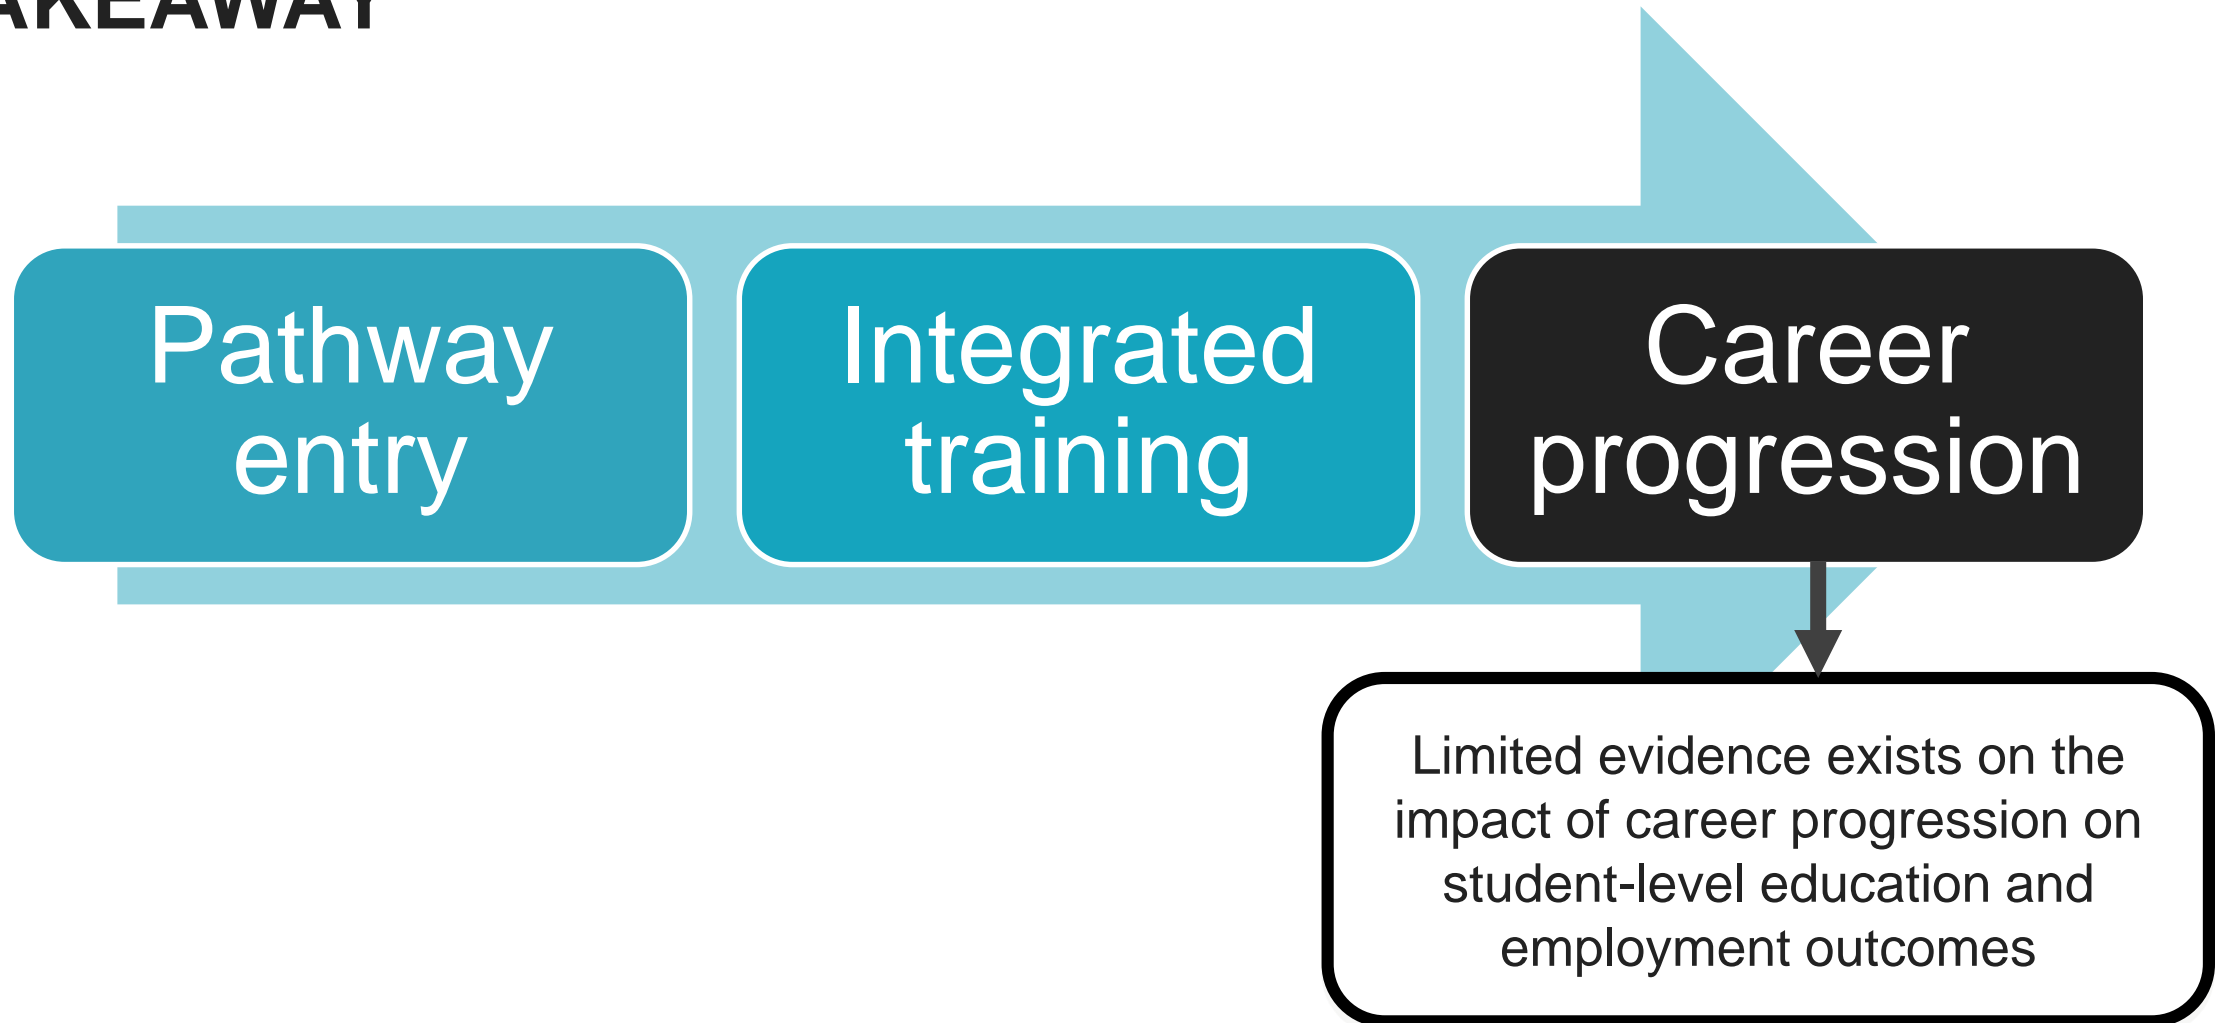 AKEAWAY
Pathway
entry
Integrated
training
Career
progression
Limited evidence exists on the
impact of career progression on
student-level education and
employment outcomes